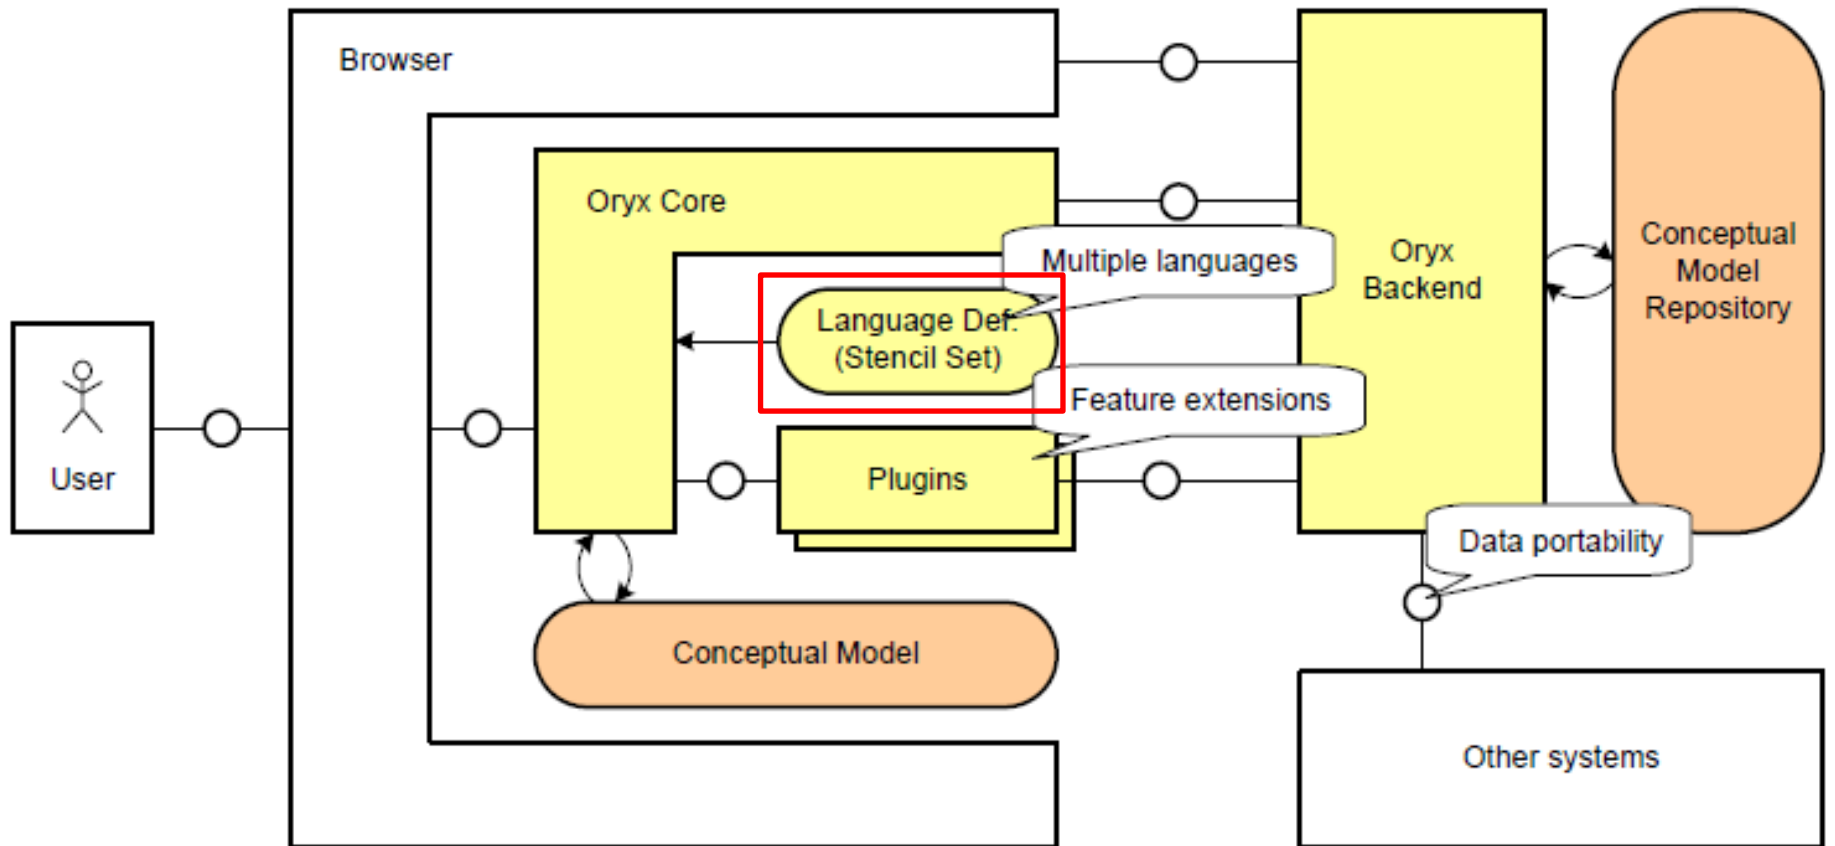 Browser
Oryx Core
Multiple languages
Language Def.
(Stencil Set)
Feature extensions
Plugins
Oryx
Backend
Conceptual
Model
Repository
User
Data portability
Conceptual Model
Other systems